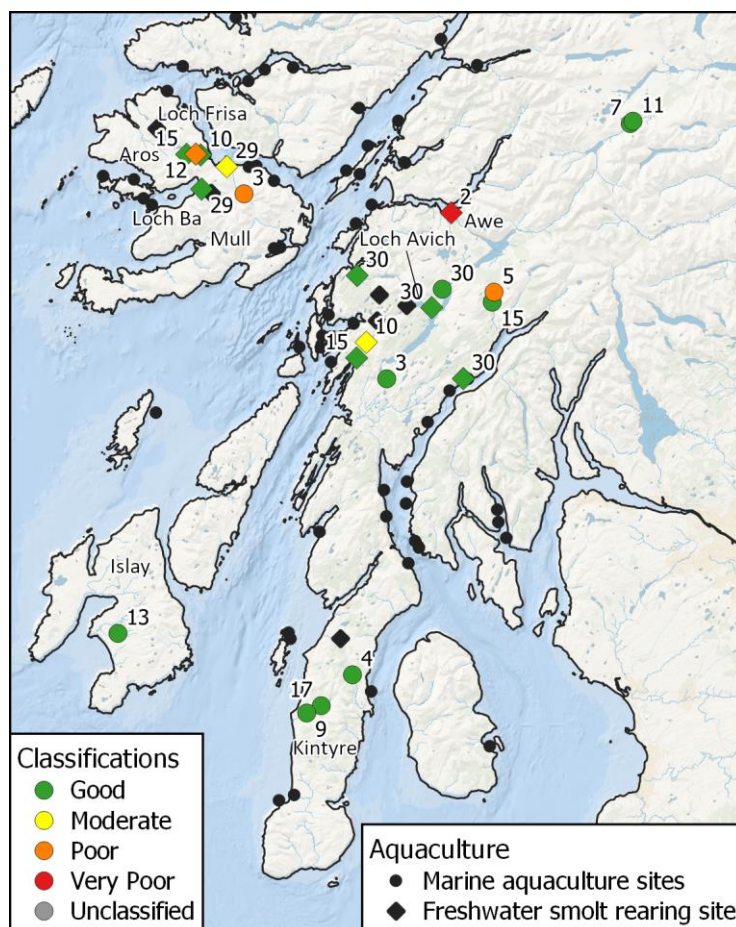 7 11
Loch Frisa
15 10
Aros
29
12
3
29
Loch Ba
Mull
2
Awe
Loch Avich
30
30
30
5
15
10
15
3
30
Islay
13
4
17
9
Kintyre
Classifications
Good
Moderate
Poor
Very Poor
Unclassified
Aquaculture
Marine aquaculture sites
Freshwater smolt rearing site